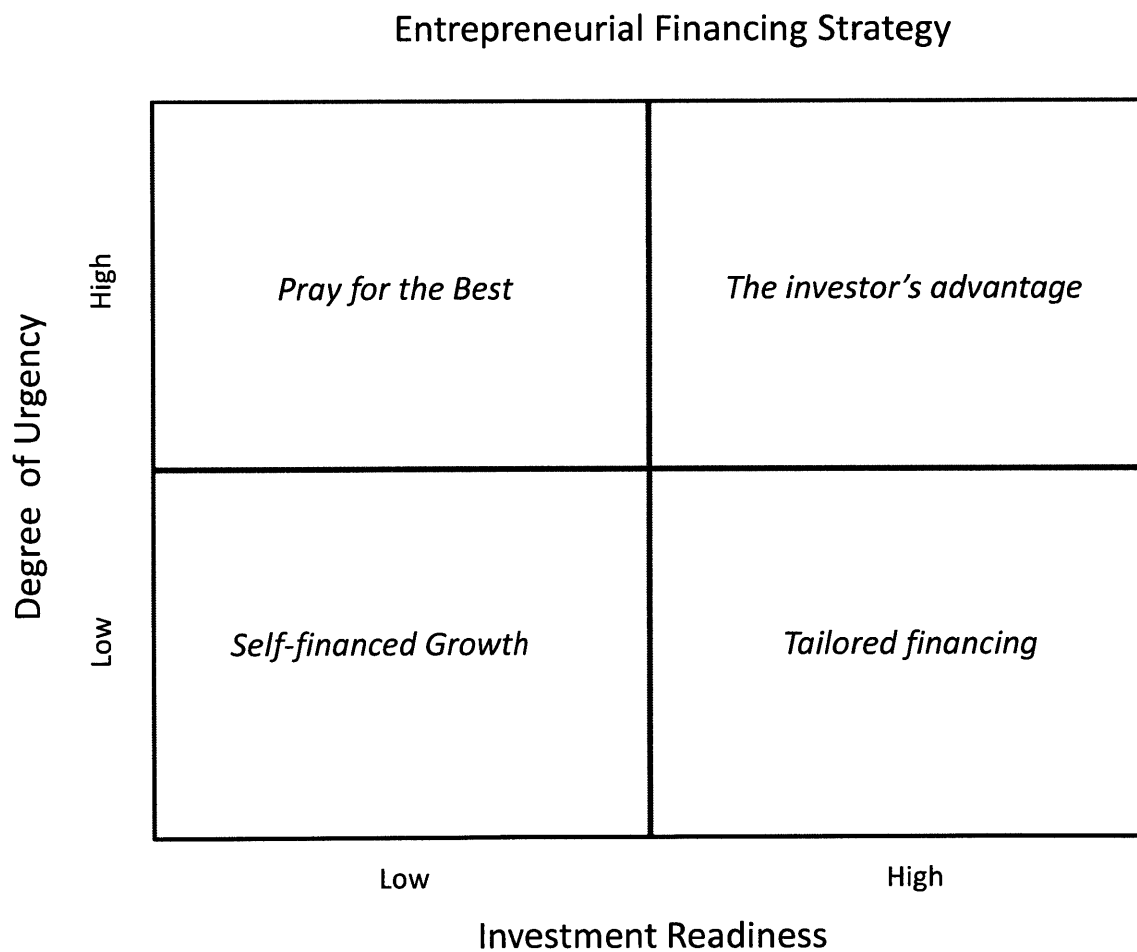 Entrepreneurial Financing Strategy
Degree of Urgency
High
Pray for the Best
The investor's advantage
Low
Self-financed Growth
Tailored financing
Low
High
Investment Readiness